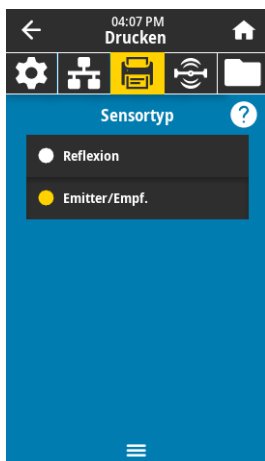 04:07 PM
Drucken
Sensortyp
?
Reflexion
Emitter/Empf.